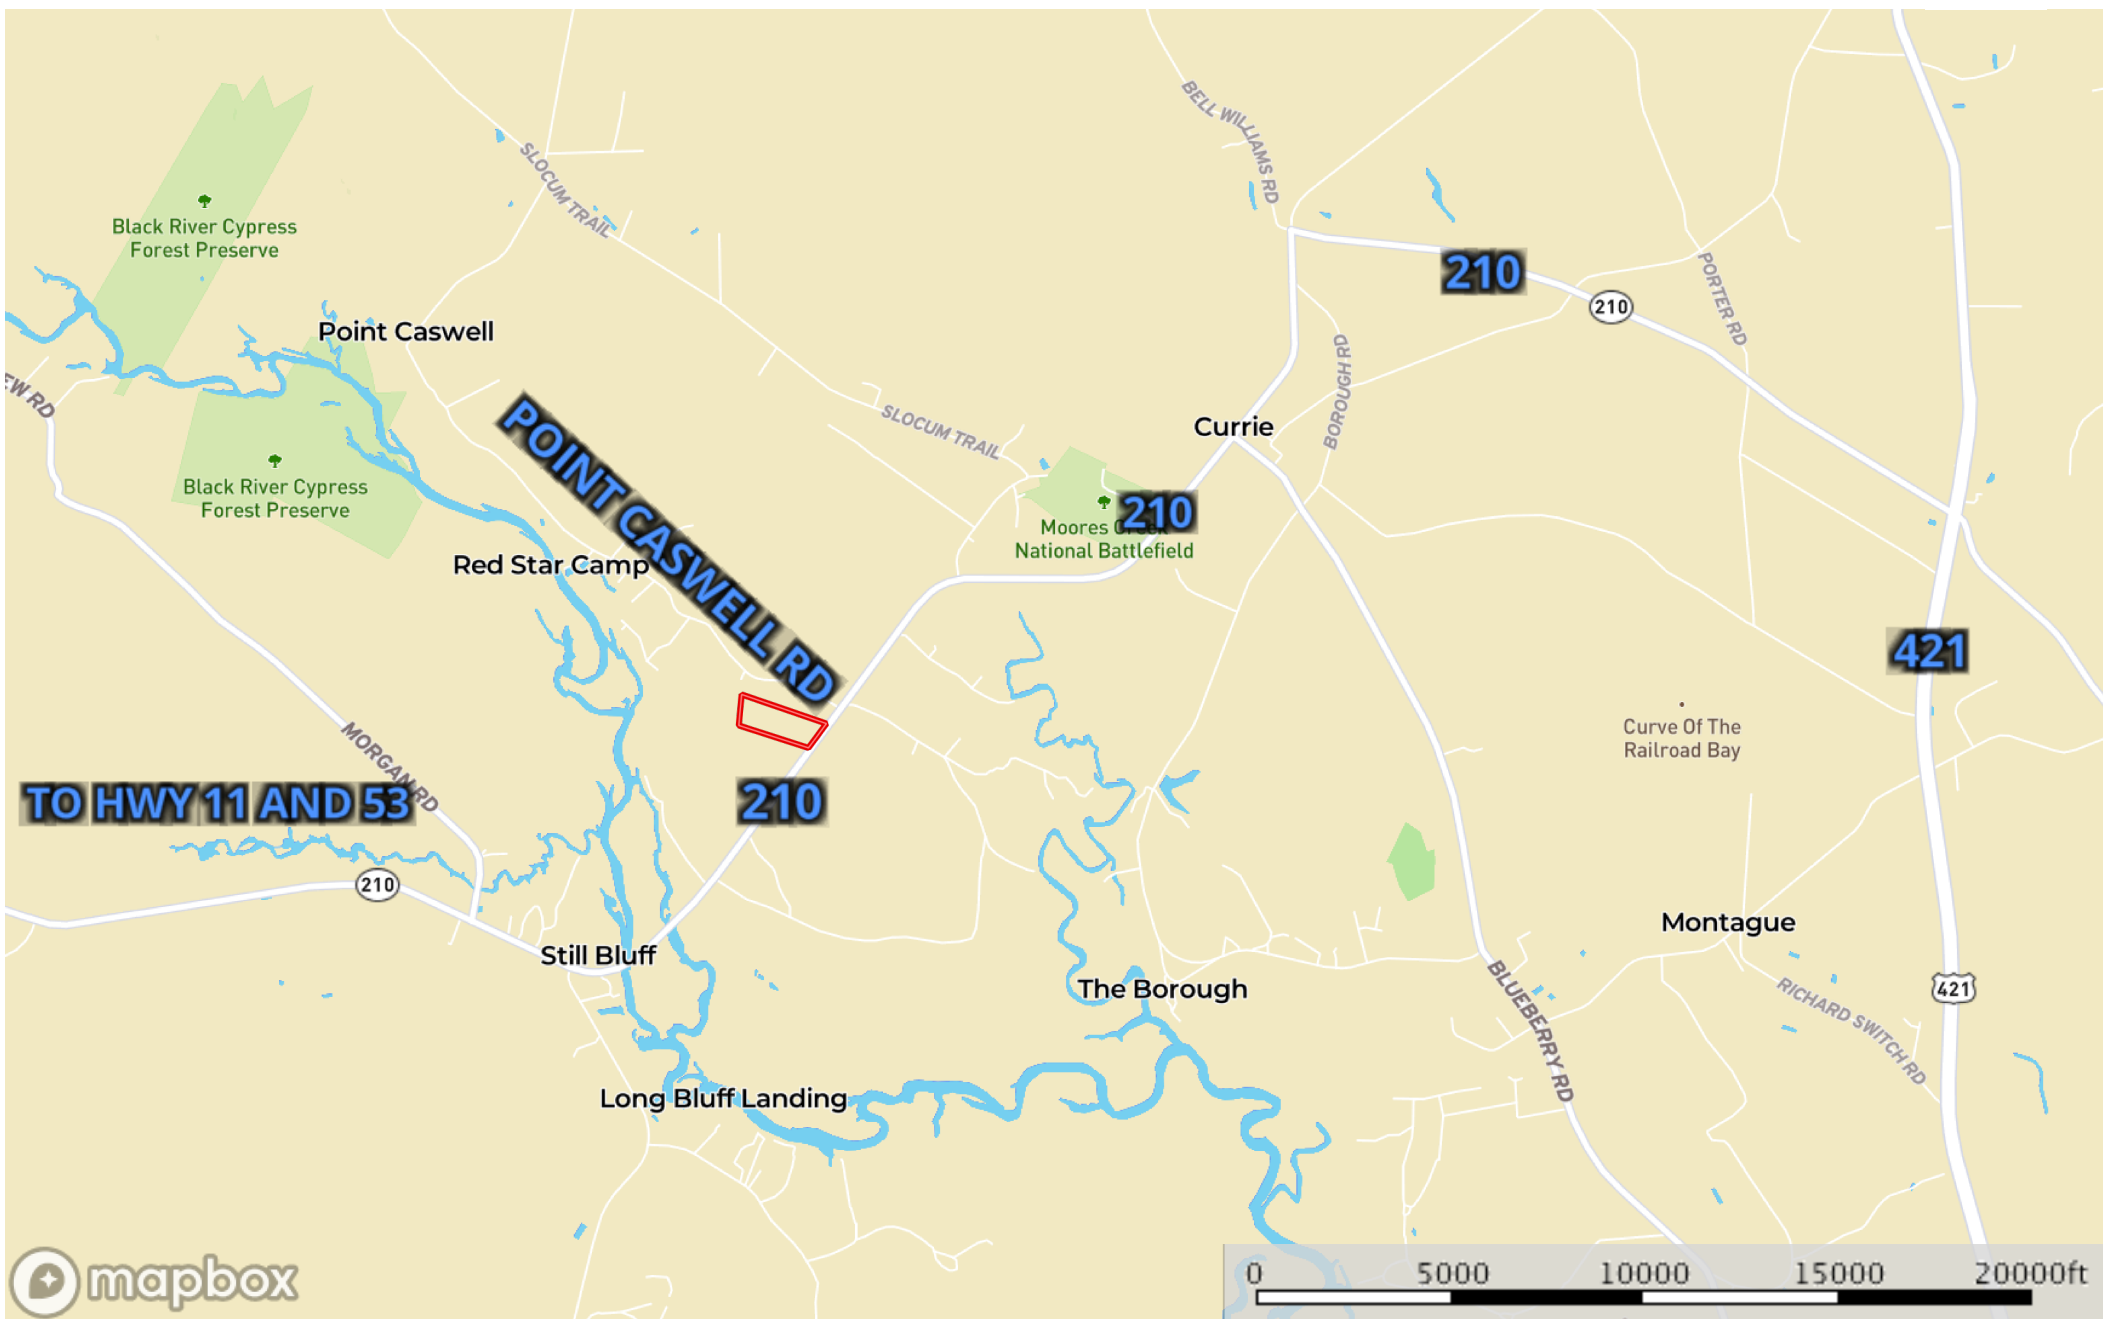 BELL WILLIAMS RD
SLOCUM TRAIL
Black River Cypress
Forest Preserve
210
PORTER RD
210
Point Caswell
BOROUGH RD
EW RD
POINT CASWELL RD
SLOCUM TRAIL
Currie
Black River Cypress
Forest Preserve
210
Moores Creek
National Battlefield
Red Star Camp
421
Curve Of The
Railroad Bay
MORGAN RD
TO HWY 11 AND 53
210
210
Montague
Still Bluff
The Borough
BLUEBERRY RD
RICHARD SWITCH RD
421
Long Bluff Landing
mapbox
0 5000 10000 15000 20000ft